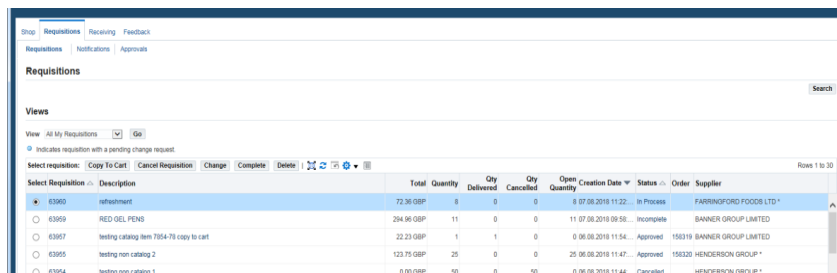 Shop Requisitions Receiving Feedback
Requisitions Notifications Approvals
Requisitions
Search
Views
View All My Requisitions Go
Indicates requisition with a pending change request.
Select requisition: Copy To Cart Cancel Requisition Change Complete Delete Rows 1 to 30
Select Requisition Description Total Quantity Qty Delivered Qty Cancelled Open Quantity Creation Date Status Order Supplier
63960 refreshment 72.36 GBP 8 0 0 8 07.08.2018 11:22:... In Process FARRINGFORD FOODS LTD *
63959 RED GEL PENS 294.96 GBP 11 0 0 11 07.08.2018 09:56:... Incomplete BANNER GROUP LIMITED
63957 testing catalog item 7054-70 copy to cart 22.23 GBP 1 1 0 0 06.08.2018 11:54:... Approved 158319 BANNER GROUP LIMITED
63955 testing non catalog 2 123.75 GBP 25 0 0 25 06.08.2018 11:47:... Approved 158320 HENDERSON GROUP *
63954 testing non catalog 1 0.00 GBP 50 0 50 0 06.08.2018 11:44:... Cancelled HENDERSON GROUP *